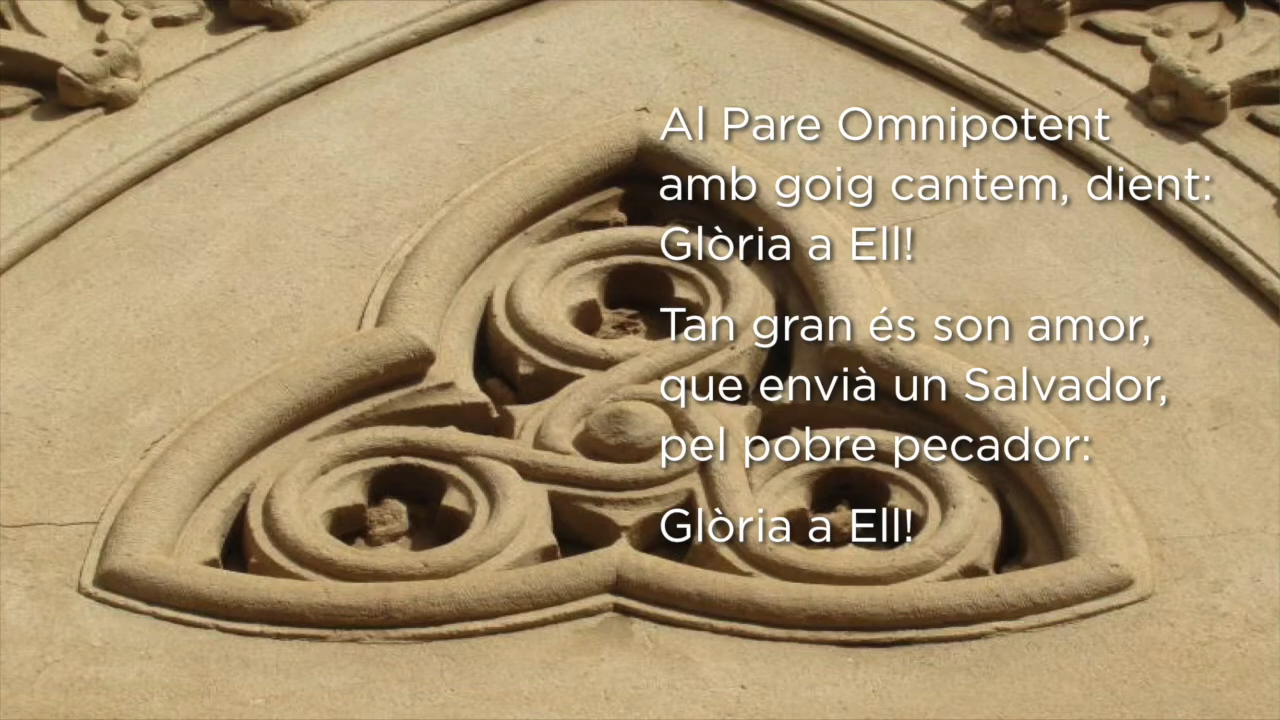 Al Pare Omnipotent
amb goig cantem, dient:
Glòria a Ell!
Tan gran és son amor,
que envià un Salvador,
pel pobre pecador:
Glòria a Ell!